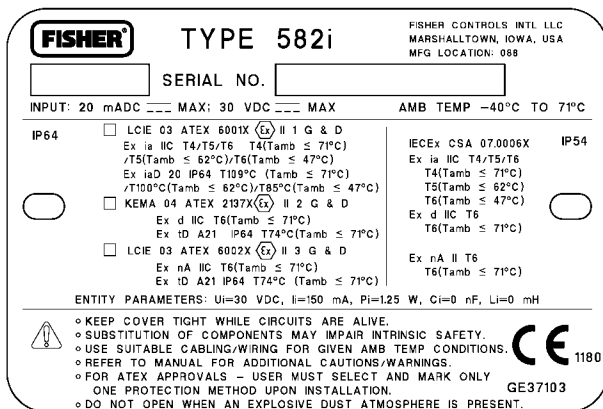 FISHER®
TYPE 582i
FISHER CONTROLS INTL LLC
MARSHALLTOWN, IOWA, USA
MFG LOCATION: 088
SERIAL NO.
INPUT: 20 mADC MAX; 30 VDC MAX
AMB TEMP -40°C TO 71°C
IP64
LCIE 03 ATEX 6001X Ex II 1 G & D
Ex ia IIC T4/T5/T6 T4(Tamb ≤ 71°C)
/T5(Tamb ≤ 62°C)/T6(Tamb ≤ 47°C)
Ex iaD 20 IP64 T109°C (Tamb ≤ 71°C)
/T100°C(Tamb ≤ 62°C)/T85°C(Tamb ≤ 47°C)
KEMA 04 ATEX 2137X Ex II 2 G & D
Ex d IIC T6(Tamb ≤ 71°C)
Ex tD A21 IP64 T74°C(Tamb ≤ 71°C)
LCIE 03 ATEX 6002X Ex II 3 G & D
Ex nA IIC T6(Tamb ≤ 71°C)
Ex tD A21 IP64 T74°C (Tamb ≤ 71°C)
IECEx CSA 07.0006X
IP54
Ex ia IIC T4/T5/T6
T4(Tamb ≤ 71°C)
T5(Tamb ≤ 62°C)
T6(Tamb ≤ 47°C)
Ex d IIC T6
T6(Tamb ≤ 71°C)
Ex nA II T6
T6(Tamb ≤ 71°C)
ENTITY PARAMETERS: Ui=30 VDC, Ii=150 mA, Pi=1.25 W, Ci=0 nF, Li=0 mH
KEEP COVER TIGHT WHILE CIRCUITS ARE ALIVE.
SUBSTITUTION OF COMPONENTS MAY IMPAIR INTRINSIC SAFETY.
USE SUITABLE CABLING/WIRING FOR GIVEN AMB TEMP CONDITIONS.
REFER TO MANUAL FOR ADDITIONAL CAUTIONS/WARNINGS.
FOR ATEX APPROVALS - USER MUST SELECT AND MARK ONLY
ONE PROTECTION METHOD UPON INSTALLATION.
DO NOT OPEN WHEN AN EXPLOSIVE DUST ATMOSPHERE IS PRESENT.
CE 1180
GE37103